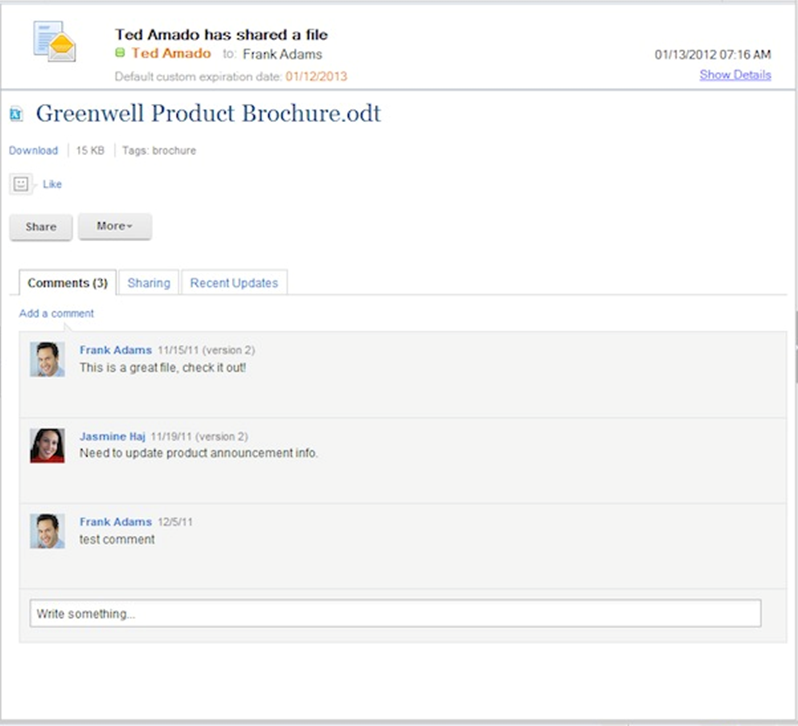 Ted Amado has shared a file
Ted Amado to: Frank Adams
01/13/2012 07:16 AM
Default custom expiration date: 01/12/2013
Show Details
Greenwell Product Brochure.odt
Download 15 KB Tags: brochure
Like
Share More
Comments (3) Sharing Recent Updates
Add a comment
Frank Adams 11/15/11 (version 2)
This is a great file, check it out!
Jasmine Haj 11/19/11 (version 2)
Need to update product announcement info.
Frank Adams 12/5/11
test comment
Write something...